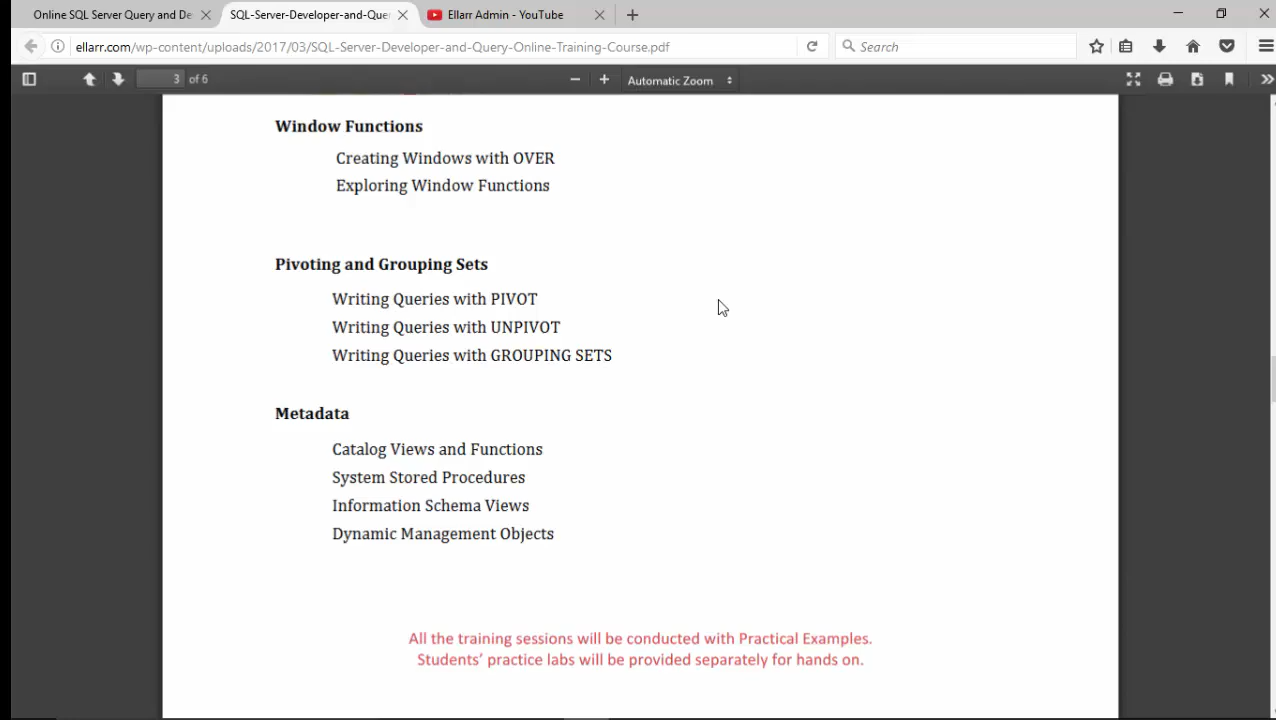 Online SQL Server Query and De
SQL-Server-Developer-and-Quer
Ellarr Admin - YouTube
ellarr.com/wp-content/uploads/2017/03/SQL-Server-Developer-and-Query-Online-Training-Course.pdf
Search
3 of 6
Automatic Zoom
Window Functions
Creating Windows with OVER
Exploring Window Functions
Pivoting and Grouping Sets
Writing Queries with PIVOT
Writing Queries with UNPIVOT
Writing Queries with GROUPING SETS
Metadata
Catalog Views and Functions
System Stored Procedures
Information Schema Views
Dynamic Management Objects
All the training sessions will be conducted with Practical Examples.
Students’ practice labs will be provided separately for hands on.